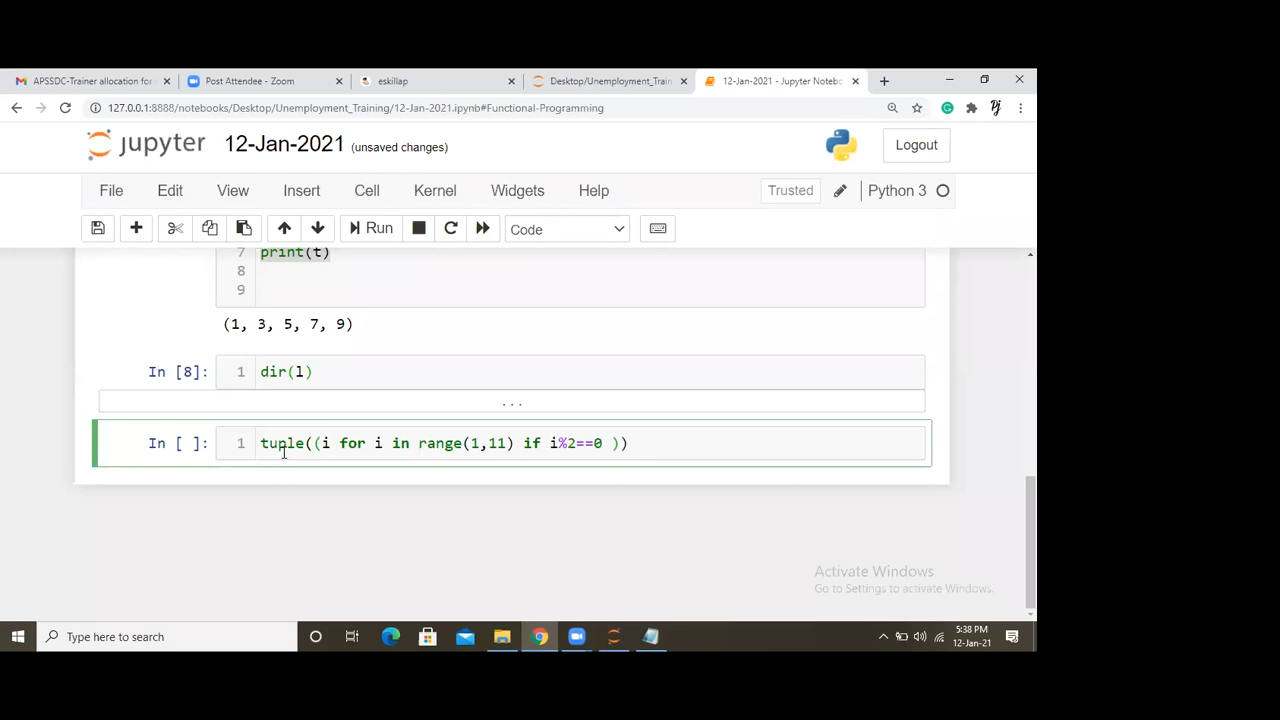 APSSDC-Trainer allocation for
Post Attendee - Zoom
eskillap
Desktop/Unemployment_Train
12-Jan-2021 - Jupyter Notebo
127.0.0.1:8888/notebooks/Desktop/Unemployment_Training/12-Jan-2021.ipynb#Functional-Programming
jupyter 12-Jan-2021 (unsaved changes)
Logout
File Edit View Insert Cell Kernel Widgets Help
Trusted
Python 3
Run
Code
7 print(t)
8
9
(1, 3, 5, 7, 9)
In [8]: 1 dir(l)
...
In [ ]: 1 tuple((i for i in range(1,11) if i%2==0 ))
Activate Windows
Go to Settings to activate Windows.
Type here to search
5:38 PM
12-Jan-21